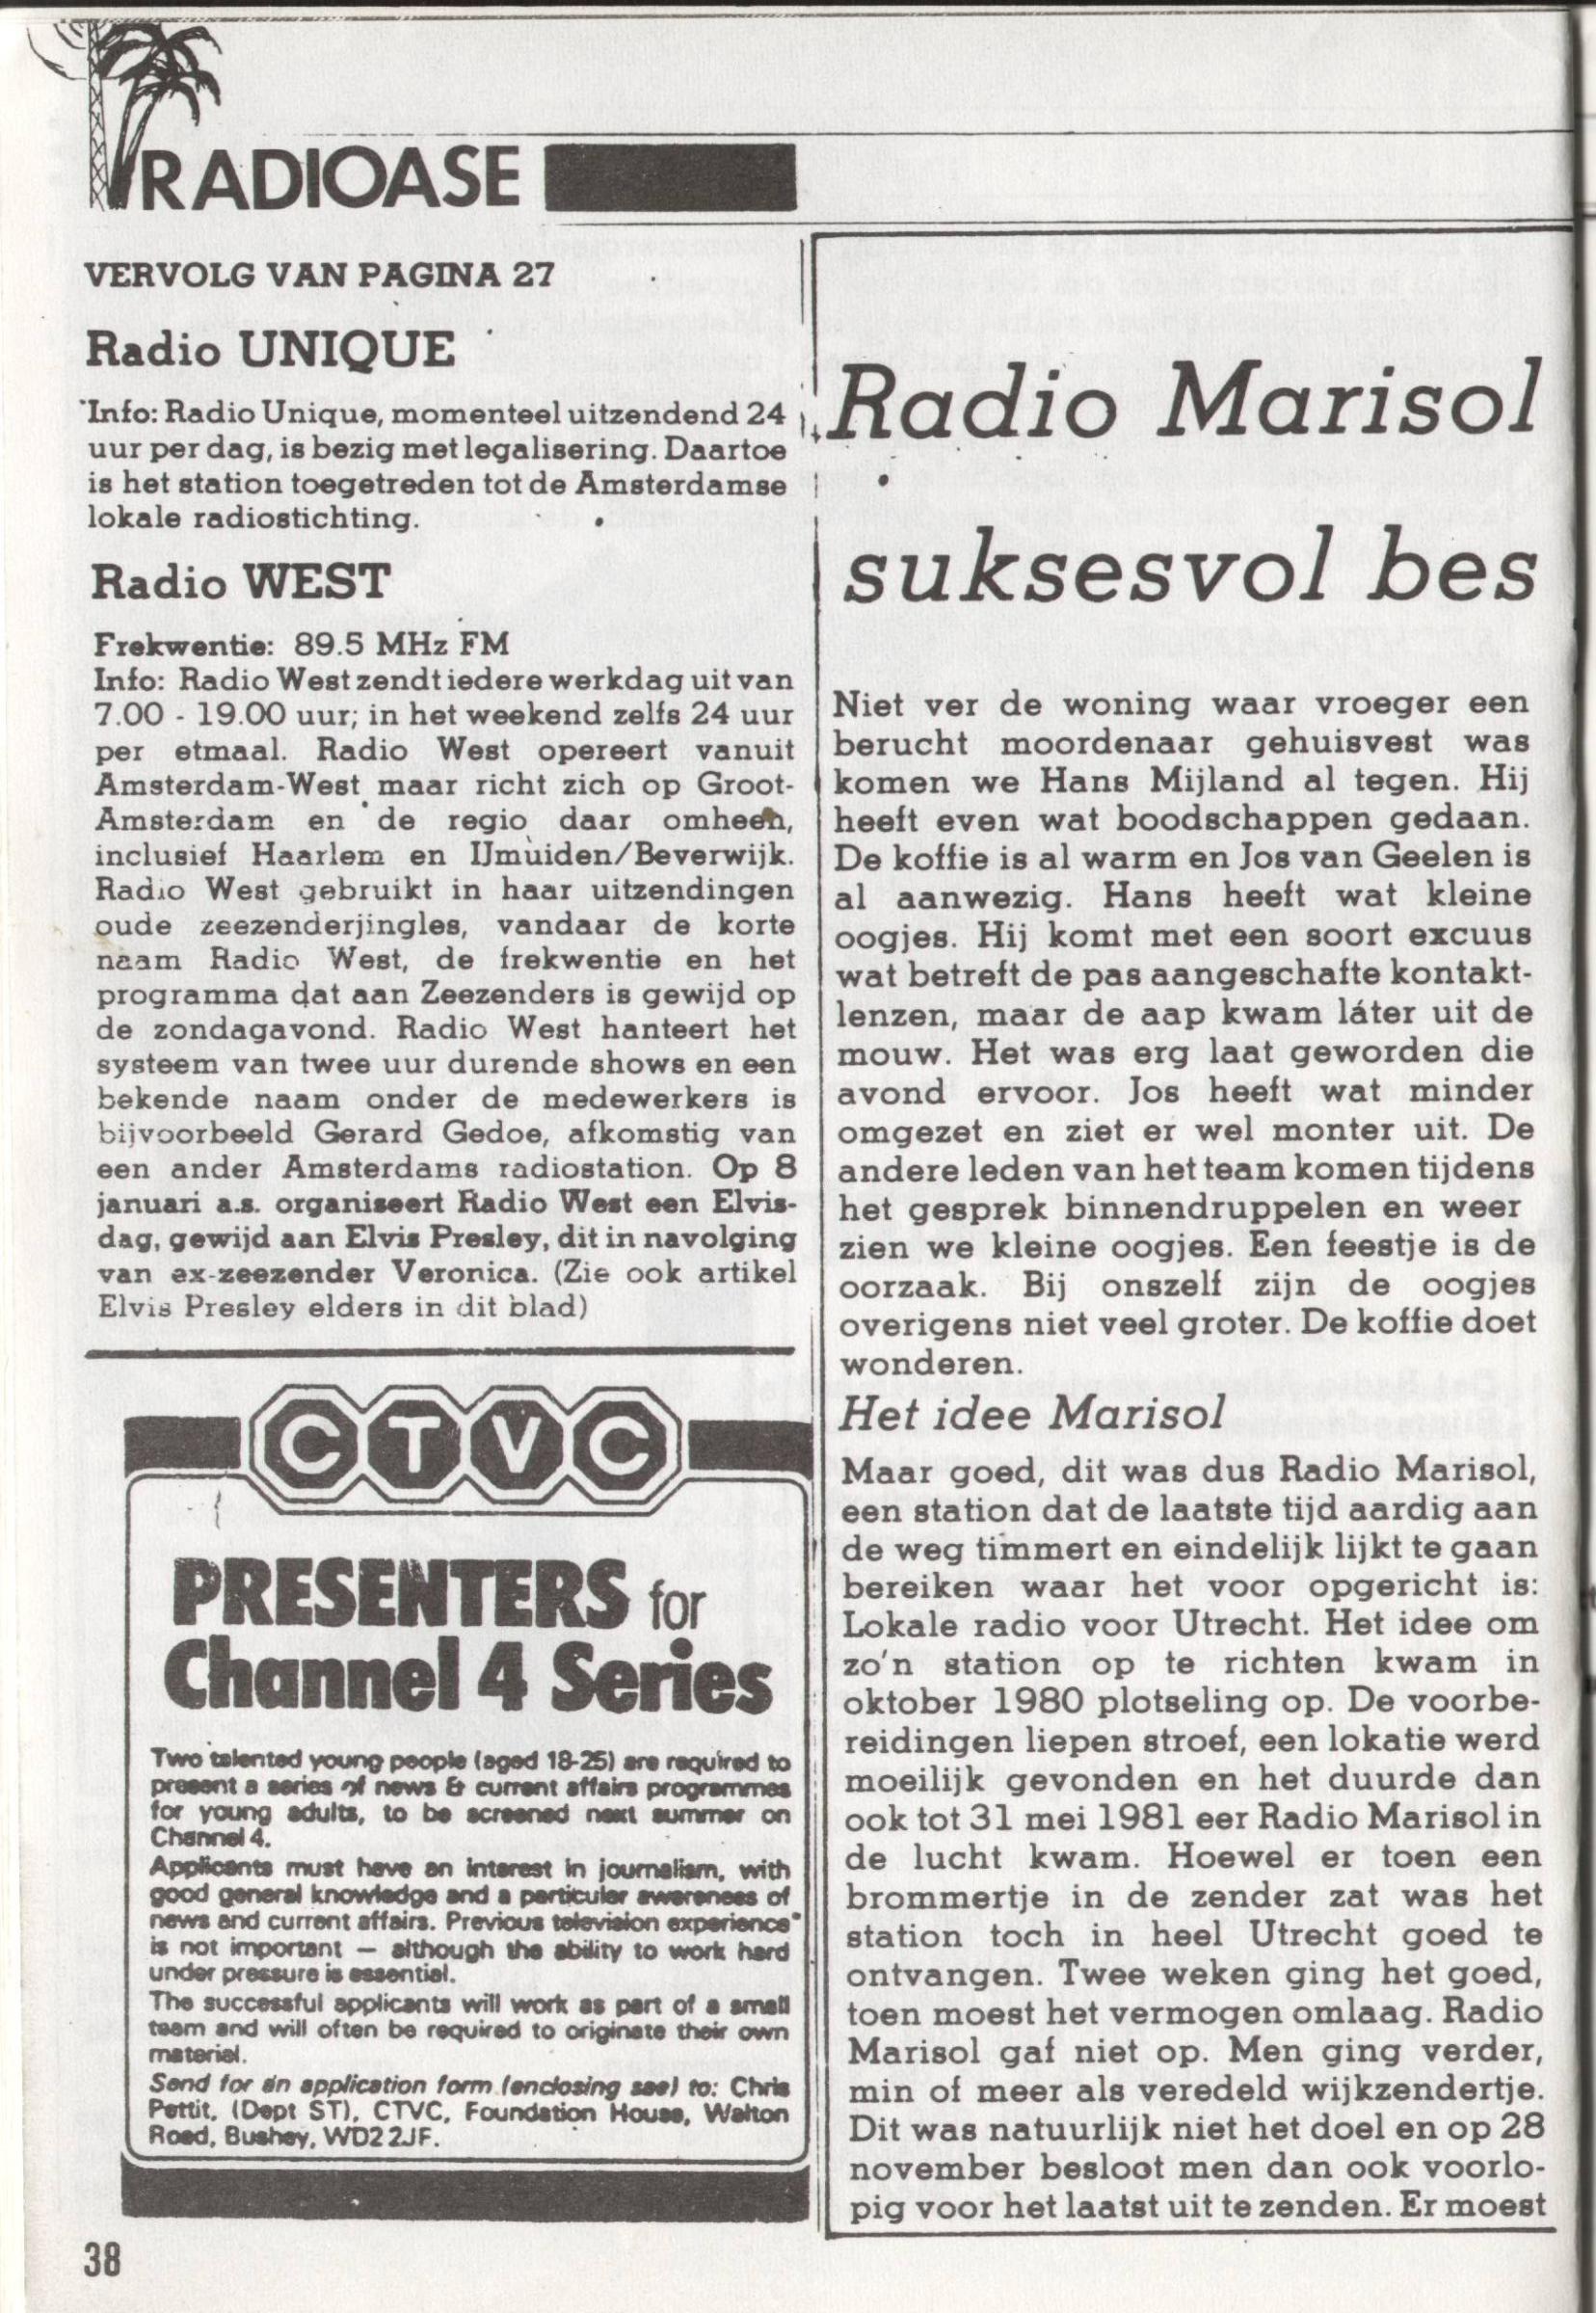 RADIOASE
VERVOLG VAN PAGINA 27
Radio UNIQUE
Info: Radio Unique, momenteel uitzendend 24
uur per dag, is bezig met legalisering. Daartoe
is het station toegetreden tot de Amsterdamse
lokale radiostichting.
Radio WEST
Frekwentie: 89.5 MHz FM
Info: Radio West zendt iedere werkdag uit van
7.00 - 19.00 uur; in het weekend zelfs 24 uur
per etmaal. Radio West opereert vanuit
Amsterdam-West maar richt zich op Groot-
Amsterdam en de regio daar omheen,
inclusief Haarlem en IJmuiden/Beverwijk.
Radio West gebruikt in haar uitzendingen
oude zeezenderjingles, vandaar de korte
naam Radio West, de frekwentie en het
programma dat aan Zeezenders is gewijd op
de zondagavond. Radio West hanteert het
systeem van twee uur durende shows en een
bekende naam onder de medewerkers is
bijvoorbeeld Gerard Gedoe, afkomstig van
een ander Amsterdams radiostation. Op 8
januari a.s. organiseert Radio West een Elvis-
dag, gewijd aan Elvis Presley, dit in navolging
van ex-zeezender Veronica. (Zie ook artikel
Elvis Presley elders in dit blad)
CTVC
PRESENTERS for
Channel 4 Series
Two talented young people (aged 18-25) are required to
present a series of news & current affairs programmes
for young adults, to be screened next summer on
Channel 4.
Applicants must have an interest in journalism, with
good general knowledge and a particular awareness of
news and current affairs. Previous television experience
is not important — although the ability to work hard
under pressure is essential.
The successful applicants will work as part of a small
team and will often be required to originate their own
material.
Send for an application form (enclosing sae) to: Chris
Pettit, (Dept ST), CTVC, Foundation House, Walton
Road, Bushey, WD2 2JF.
38
Radio Marisol
suksesvol bes
Niet ver de woning waar vroeger een
berucht moordenaar gehuisvest was
komen we Hans Mijland al tegen. Hij
heeft even wat boodschappen gedaan.
De koffie is al warm en Jos van Geelen is
al aanwezig. Hans heeft wat kleine
oogjes. Hij komt met een soort excuus
wat betreft de pas aangeschafte kontakt-
lenzen, maar de aap kwam láter uit de
mouw. Het was erg laat geworden die
avond ervoor. Jos heeft wat minder
omgezet en ziet er wel monter uit. De
andere leden van het team komen tijdens
het gesprek binnendruppelen en weer
zien we kleine oogjes. Een feestje is de
oorzaak. Bij onszelf zijn de oogjes
overigens niet veel groter. De koffie doet
wonderen.
Het idee Marisol
Maar goed, dit was dus Radio Marisol,
een station dat de laatste tijd aardig aan
de weg timmert en eindelijk lijkt te gaan
bereiken waar het voor opgericht is:
Lokale radio voor Utrecht. Het idee om
zo'n station op te richten kwam in
oktober 1980 plotseling op. De voorbe-
reidingen liepen stroef, een lokatie werd
moeilijk gevonden en het duurde dan
ook tot 31 mei 1981 eer Radio Marisol in
de lucht kwam. Hoewel er toen een
brommertje in de zender zat was het
station toch in heel Utrecht goed te
ontvangen. Twee weken ging het goed,
toen moest het vermogen omlaag. Radio
Marisol gaf niet op. Men ging verder,
min of meer als veredeld wijkzendertje.
Dit was natuurlijk niet het doel en op 28
november besloot men dan ook voorlo-
pig voor het laatst uit te zenden. Er moest